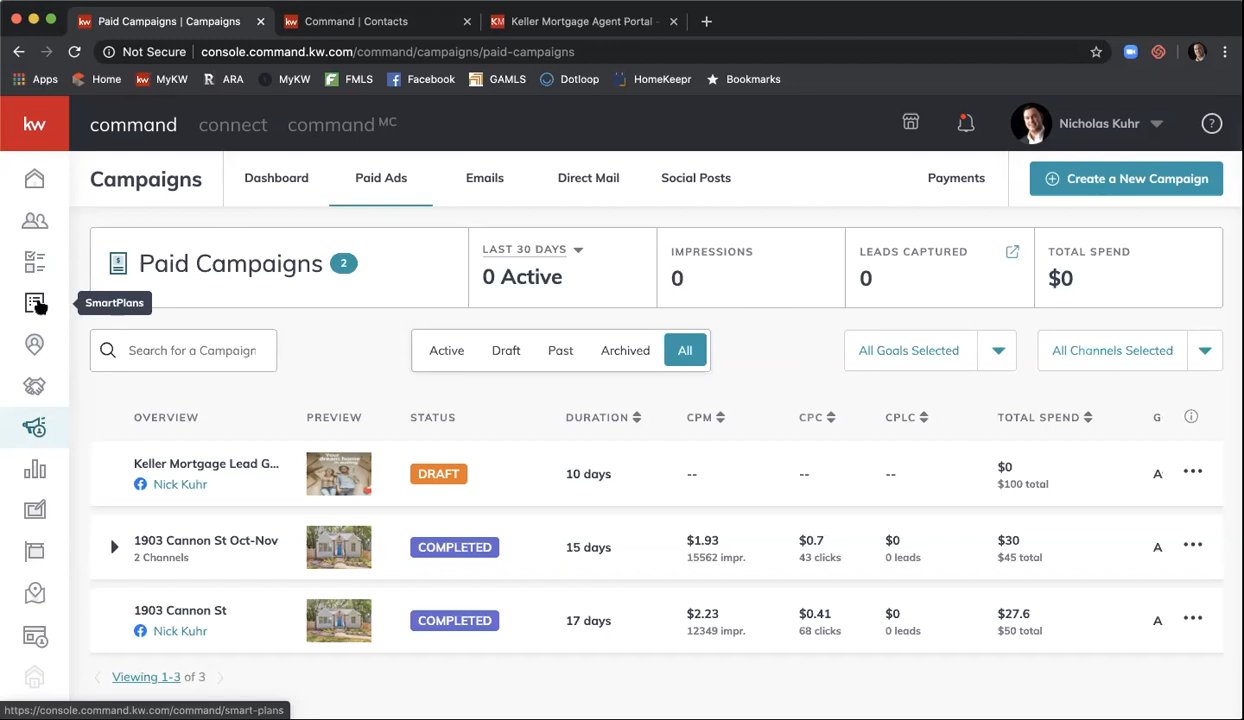 Paid Campaigns | Campaigns
Command | Contacts
Keller Mortgage Agent Portal -
Not Secure | console.command.kw.com/command/campaigns/paid-campaigns
Apps Home MyKW ARA MyKW FMLS Facebook GAMLS Dotloop HomeKeepr Bookmarks
kw command connect command MC Nicholas Kuhr ?
Campaigns Dashboard Paid Ads Emails Direct Mail Social Posts Payments Create a New Campaign
Paid Campaigns 2
LAST 30 DAYS
0 Active
IMPRESSIONS
0
LEADS CAPTURED
0
TOTAL SPEND
$0
SmartPlans
Search for a Campaign
Active Draft Past Archived All
All Goals Selected
All Channels Selected
OVERVIEW PREVIEW STATUS DURATION CPM CPC CPLC TOTAL SPEND G
Keller Mortgage Lead G...
Nick Kuhr
Your
dream home
DRAFT 10 days -- -- --
$0
$100 total
A
1903 Cannon St Oct-Nov
2 Channels
COMPLETED 15 days
$1.93
15562 impr.
$0.7
43 clicks
$0
0 leads
$30
$45 total
A
1903 Cannon St
Nick Kuhr
COMPLETED 17 days
$2.23
12349 impr.
$0.41
68 clicks
$0
0 leads
$27.6
$50 total
A
Viewing 1-3 of 3
https://console.command.kw.com/command/smart-plans